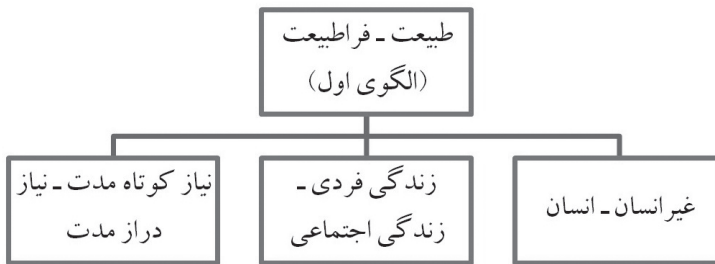 طبیعت ـ فراطبیعت
(الگوی اول)
غیرانسان ـ انسان
زندگی فردی ـ
زندگی اجتماعی
نیاز کوتاه مدت ـ نیاز
دراز مدت